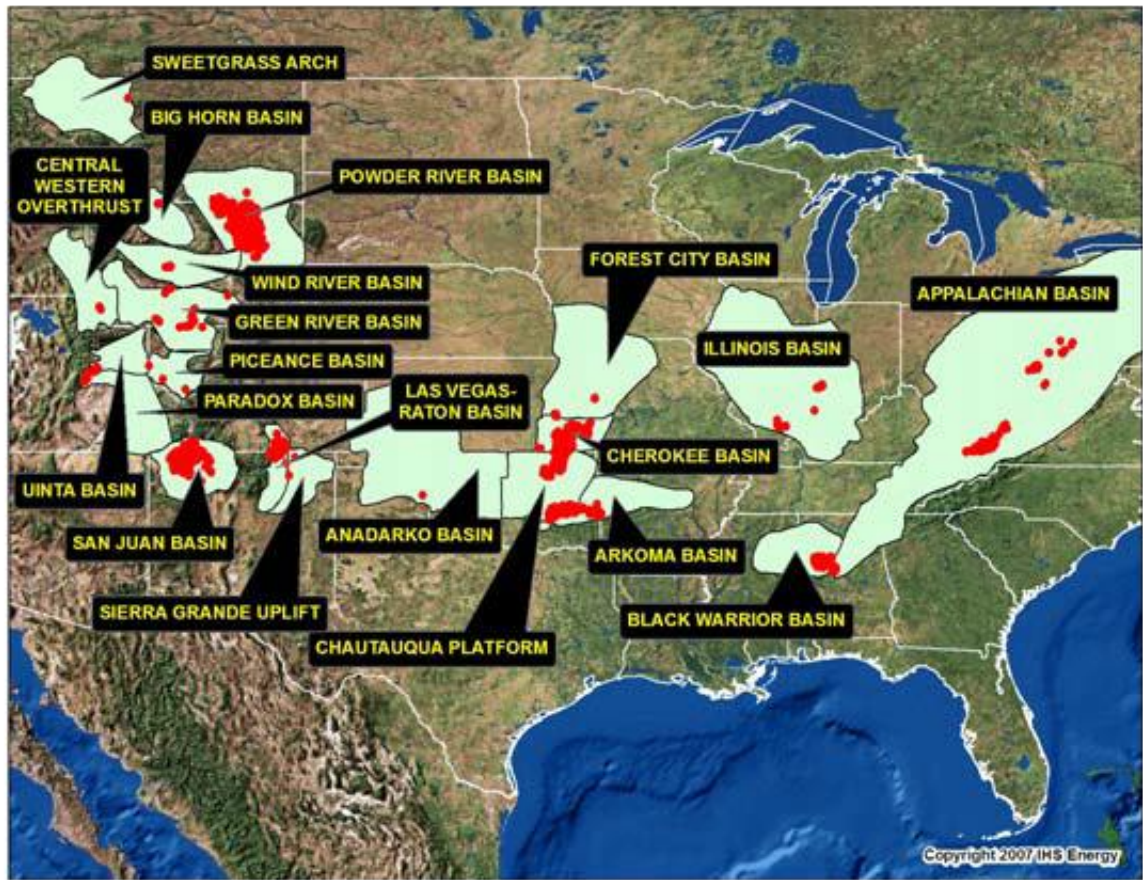 SWEETGRASS ARCH
BIG HORN BASIN
CENTRAL
WESTERN
OVERTHRUST
POWDER RIVER BASIN
FOREST CITY BASIN
WIND RIVER BASIN
APPALACHIAN BASIN
GREEN RIVER BASIN
ILLINOIS BASIN
PICEANCE BASIN
LAS VEGAS-
RATON BASIN
PARADOX BASIN
CHEROKEE BASIN
UINTA BASIN
ANADARKO BASIN
SAN JUAN BASIN
ARKOMA BASIN
SIERRA GRANDE UPLIFT
BLACK WARRIOR BASIN
CHAUTAUQUA PLATFORM
Copyright 2007 IHS Energy